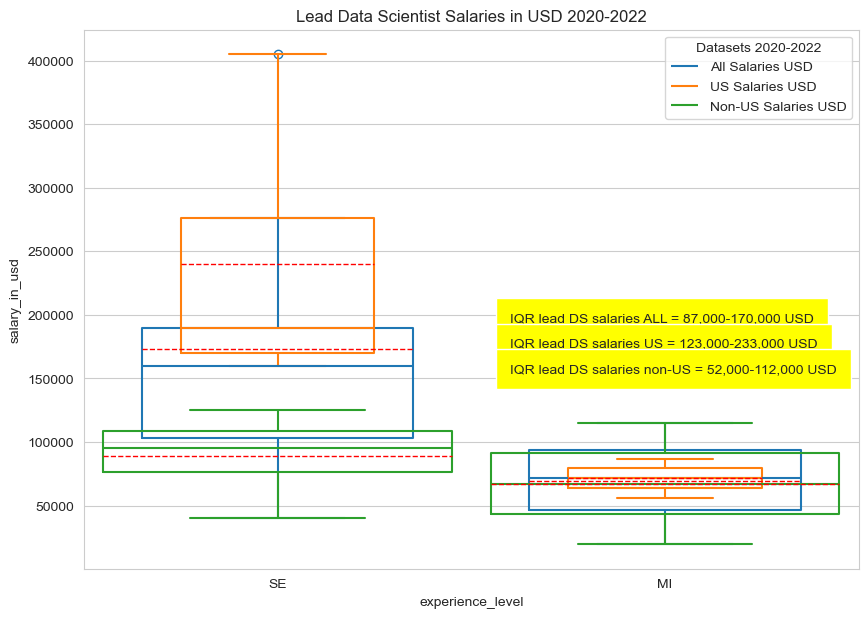 Lead Data Scientist Salaries in USD 2020-2022
Datasets 2020-2022
All Salaries USD
US Salaries USD
Non-US Salaries USD
400000
350000
300000
250000
200000
150000
100000
50000
salary_in_usd
IQR lead DS salaries ALL = 87,000-170,000 USD
IQR lead DS salaries US = 123,000-233,000 USD
IQR lead DS salaries non-US = 52,000-112,000 USD
SE
MI
experience_level